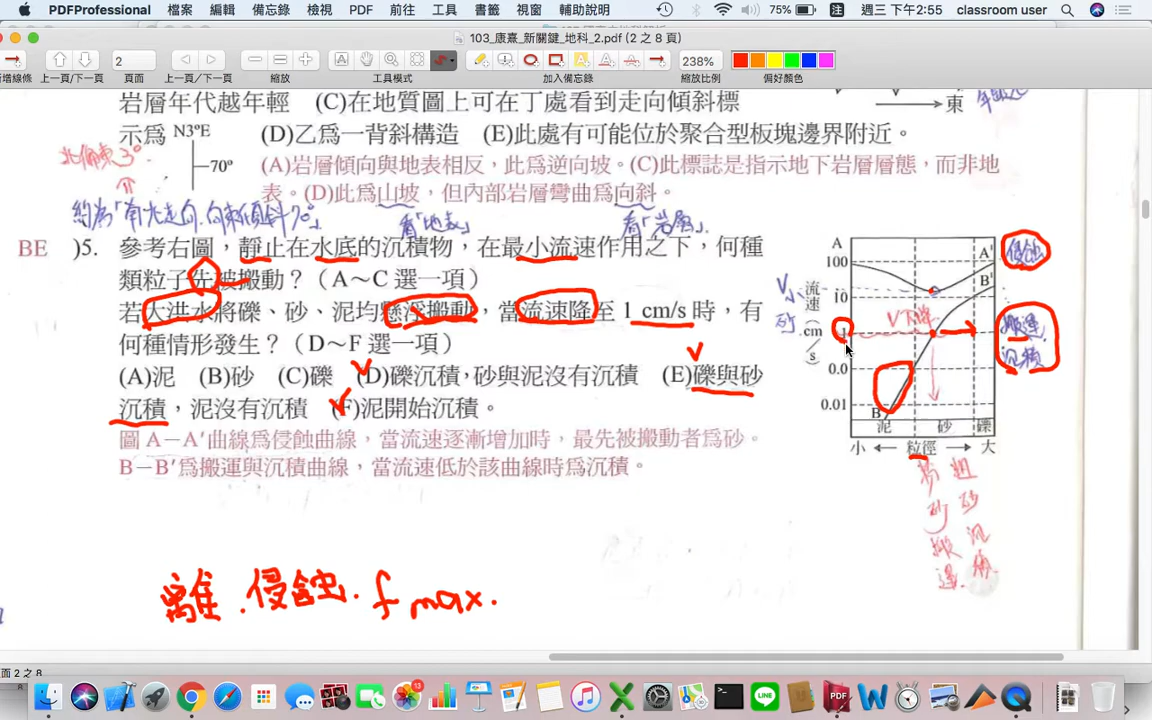 PDFProfessional 檔案 編輯 備忘錄 檢視 PDF 前往 工具 書籤 視窗 輔助說明 75% 注 週三 下午2:55 classroom user
103_康熹_新關鍵_地科_2.pdf (2 之 8 頁)
2 238%
新增線條 上一頁/下一頁 頁面 上一頁/下一頁 縮放 工具模式 加入備忘錄 縮放比例 偏好顏色
岩層年代越年輕 (C)在地質圖上可在丁處看到走向傾斜標
東
示為 N3°E 70° (D)乙為一背斜構造 (E)此處有可能位於聚合型板塊邊界附近。
北偏東3°
(A)岩層傾向與地表相反,此為逆向坡。(C)此標誌是指示地下岩層層態,而非地
表。(D)此為山坡,但內部岩層彎曲為向斜。
約為「南北走向,向東傾斜70°」 看「地表」 看「岩層」
BE )5. 參考右圖,靜止在水底的沉積物,在最小流速作用之下,何種
類粒子先被搬動?(A~C 選一項)
若大洪水將礫、砂、泥均懸浮搬動,當流速降至 1 cm/s 時,有
何種情形發生?(D~F 選一項)
(A)泥 (B)砂 (C)礫 (D)礫沉積,砂與泥沒有沉積 (E)礫與砂
沉積,泥沒有沉積 (F)泥開始沉積。
圖 A-A'曲線為侵蝕曲線,當流速逐漸增加時,最先被搬動者為砂。
B-B'為搬運與沉積曲線,當流速低於該曲線時為沉積。
A A' 侵蝕
100
B'
V小砂 流速(cm/s)
10
V下降
1
搬運
沉積
0.0
0.01
B
泥 砂 礫
小 ← 粒徑 → 大
離.侵蝕. f max.
頁面 2 之 8